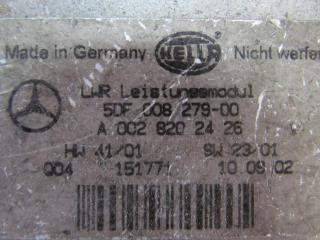 Made in Germany HELLA Nicht werfen
LWR Leistungsmodul
5DF 008 279-00
A 002 820 24 26
HW 41/01 SW 23/01
Q04 151771 10 09 02